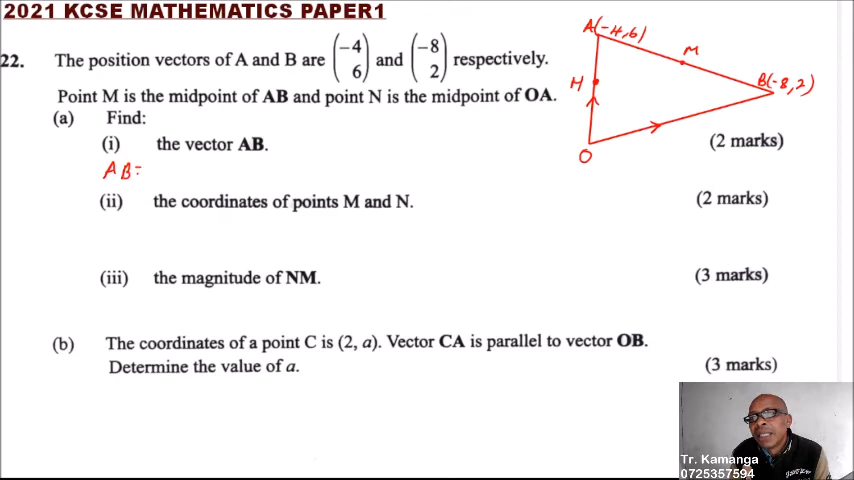 2021 KCSE MATHEMATICS PAPER1
22. The position vectors of A and B are (−4 6) and (−8 2) respectively.
Point M is the midpoint of AB and point N is the midpoint of OA.
(a) Find:
(i) the vector AB. (2 marks)
AB=
(ii) the coordinates of points M and N. (2 marks)
(iii) the magnitude of NM. (3 marks)
(b) The coordinates of a point C is (2, a). Vector CA is parallel to vector OB.
Determine the value of a. (3 marks)
A(-4,6)
M
B(-8,2)
N
O
Tr. Kamanga
0725357594